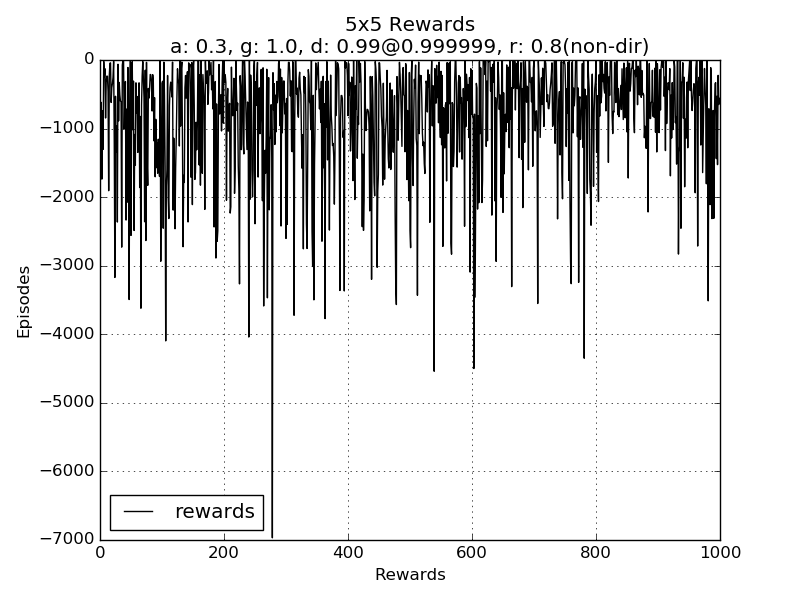 5x5 Rewards
a: 0.3, g: 1.0, d: 0.99@0.999999, r: 0.8(non-dir)
0
−1000
−2000
−3000
−4000
−5000
−6000
−7000
Episodes
rewards
0 200 400 600 800 1000
Rewards